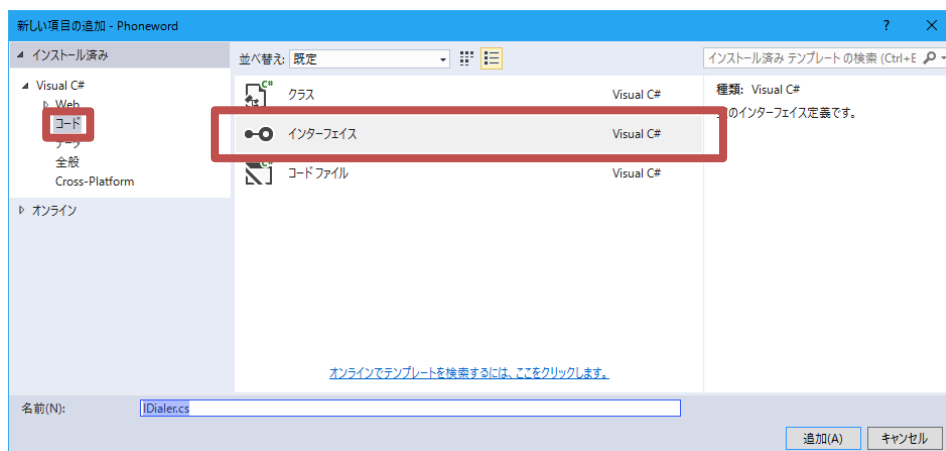 新しい項目の追加 - Phoneword
?
インストール済み
並べ替え: 既定
インストール済み テンプレート の検索 (Ctrl+E
Visual C#
Web
コード
データ
全般
Cross-Platform
オンライン
C#
クラス Visual C#
インターフェイス Visual C#
C#
コード ファイル Visual C#
種類: Visual C#
のインターフェイス定義です。
オンラインでテンプレートを検索するには、ここをクリックします。
名前(N): IDialer.cs
追加(A) キャンセル